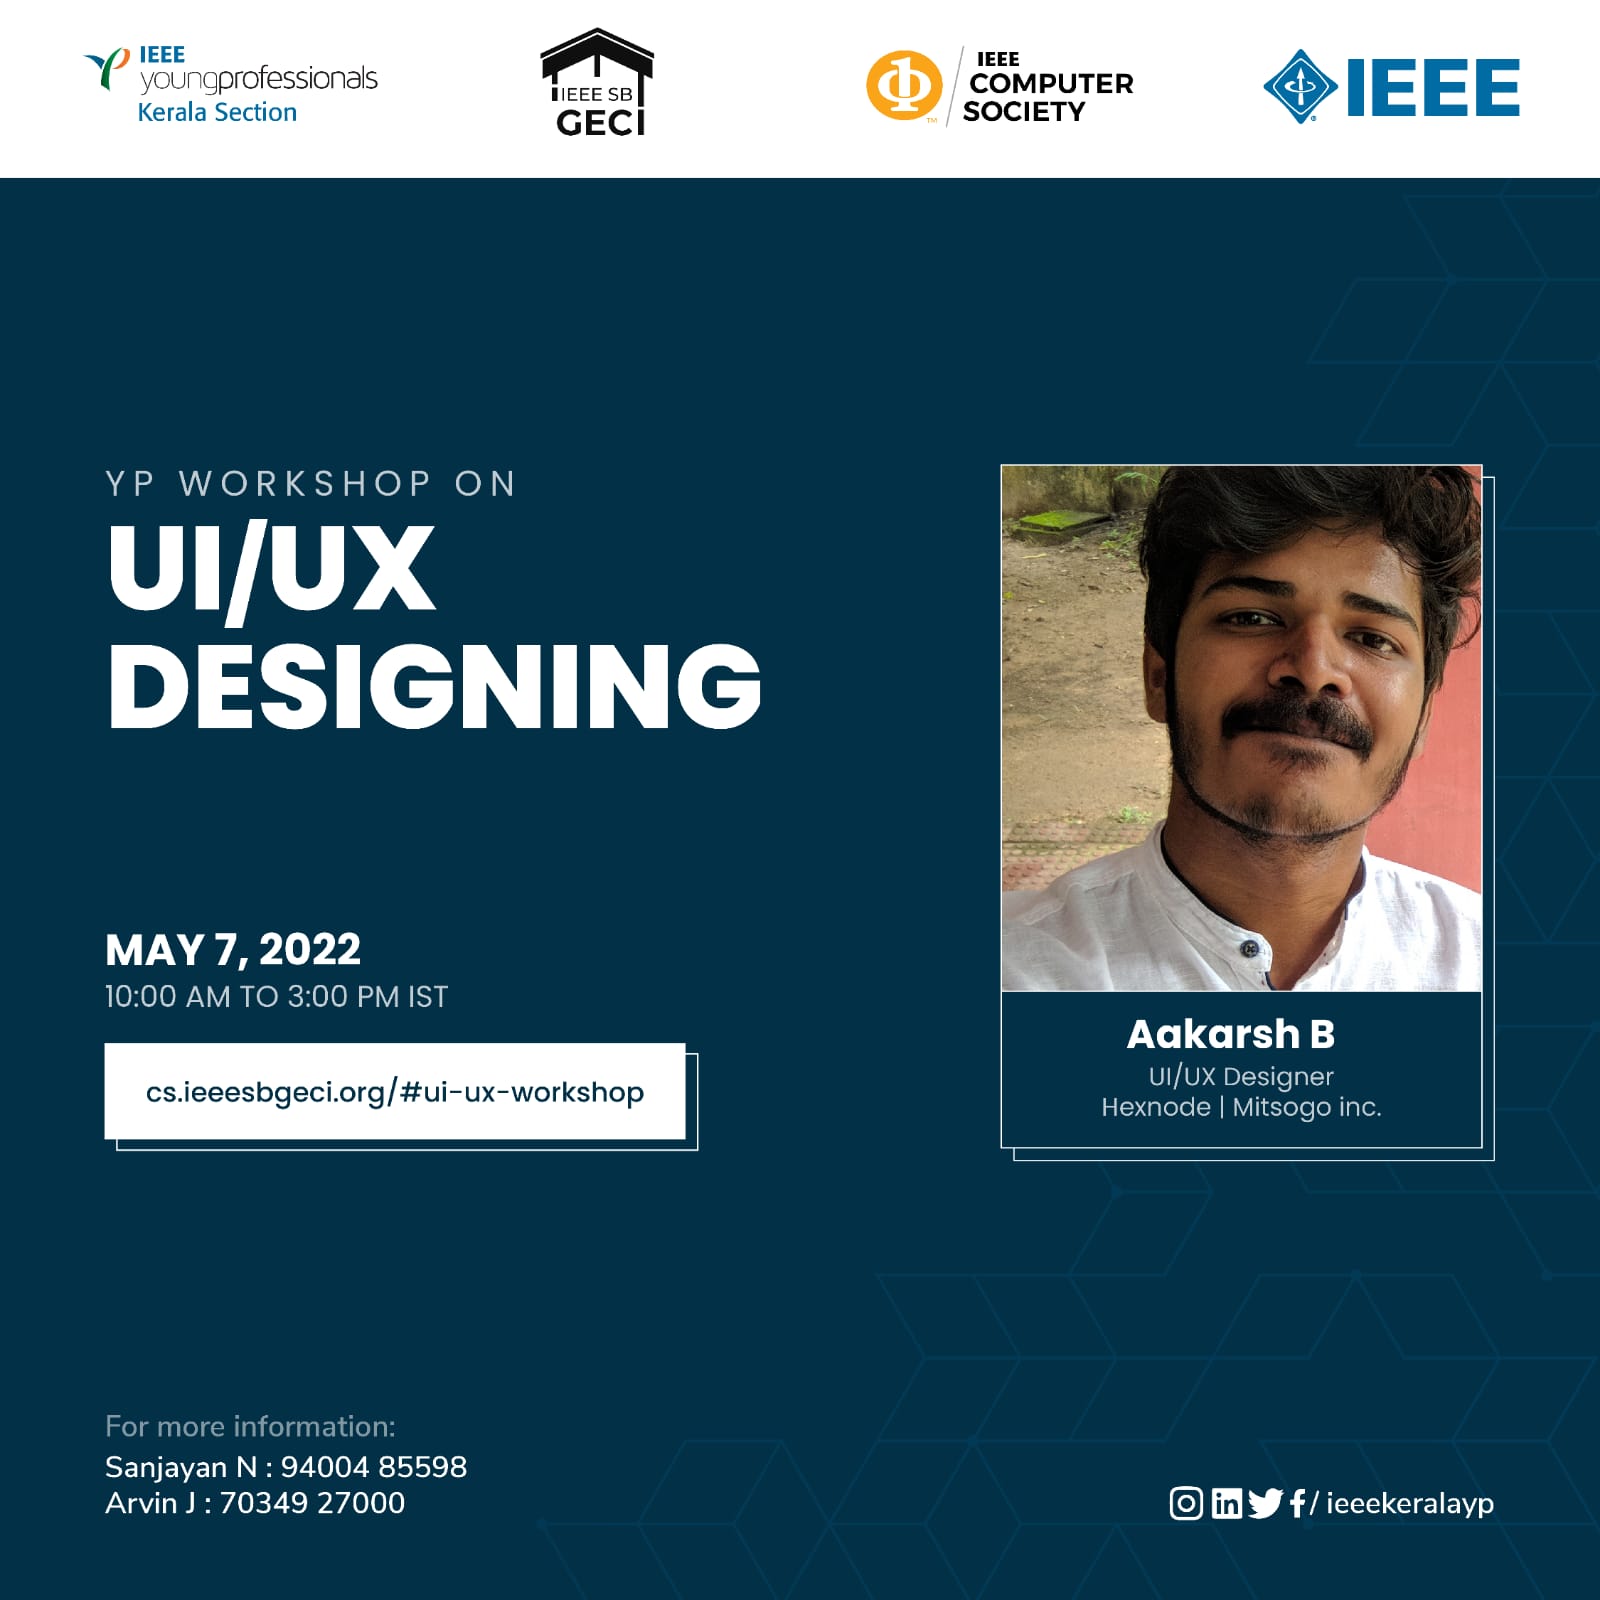 IEEE
youngprofessionals
Kerala Section
IEEE SB
GECI
IEEE
COMPUTER
SOCIETY
TM
IEEE
®
YP WORKSHOP ON
UI/UX
DESIGNING
MAY 7, 2022
10:00 AM TO 3:00 PM IST
cs.ieeesbgeci.org/#ui-ux-workshop
Aakarsh B
UI/UX Designer
Hexnode | Mitsogo inc.
For more information:
Sanjayan N : 94004 85598
Arvin J : 70349 27000
/ ieeekeralayp